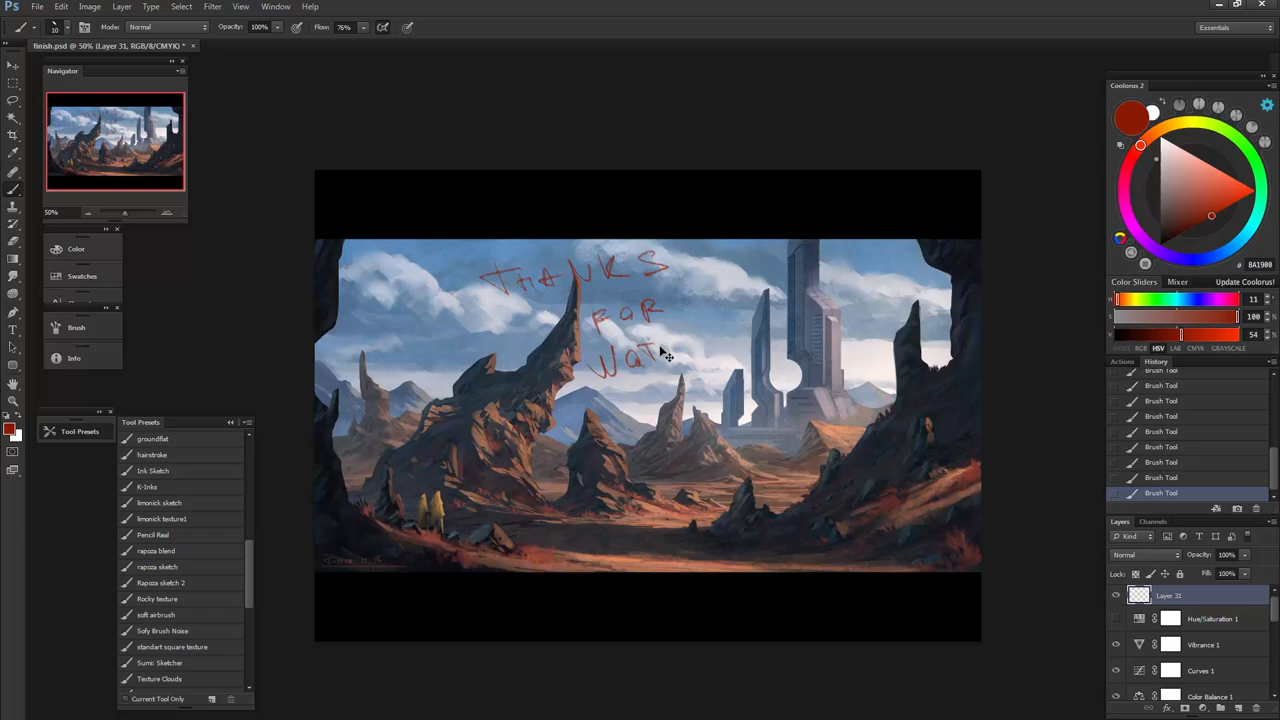 Ps File Edit Image Layer Type Select Filter View Window Help
10 Mode: Normal Opacity: 100% Flow: 76% Essentials
finish.psd @ 50% (Layer 31, RGB/8/CMYK) * ×
Navigator
50%
Color
Swatches
Brush
Info
Tool Presets
Tool Presets
groundflat
hairstroke
Ink Sketch
K-Inks
limonick sketch
limonick texture1
Pencil Real
rapoza blend
rapoza sketch
Rapoza sketch 2
Rocky texture
soft airbrush
Sofy Brush Noise
standart square texture
Sumi: Sketcher
Texture Clouds
Current Tool Only
THANKS
FOR
WAT
Coolorus 2
# 8A1900
Color Sliders Mixer Update Coolorus!
H 11 °
S 100 %
V 54 %
RGB LAB HSV CMYK GRAYSCALE
Actions History
Brush Tool
Brush Tool
Brush Tool
Brush Tool
Brush Tool
Brush Tool
Brush Tool
Brush Tool
Brush Tool
Layers Channels
Kind
Normal Opacity: 100%
Lock: Fill: 100%
Layer 31
Hue/Saturation 1
Vibrance 1
Curves 1
Color Balance 1